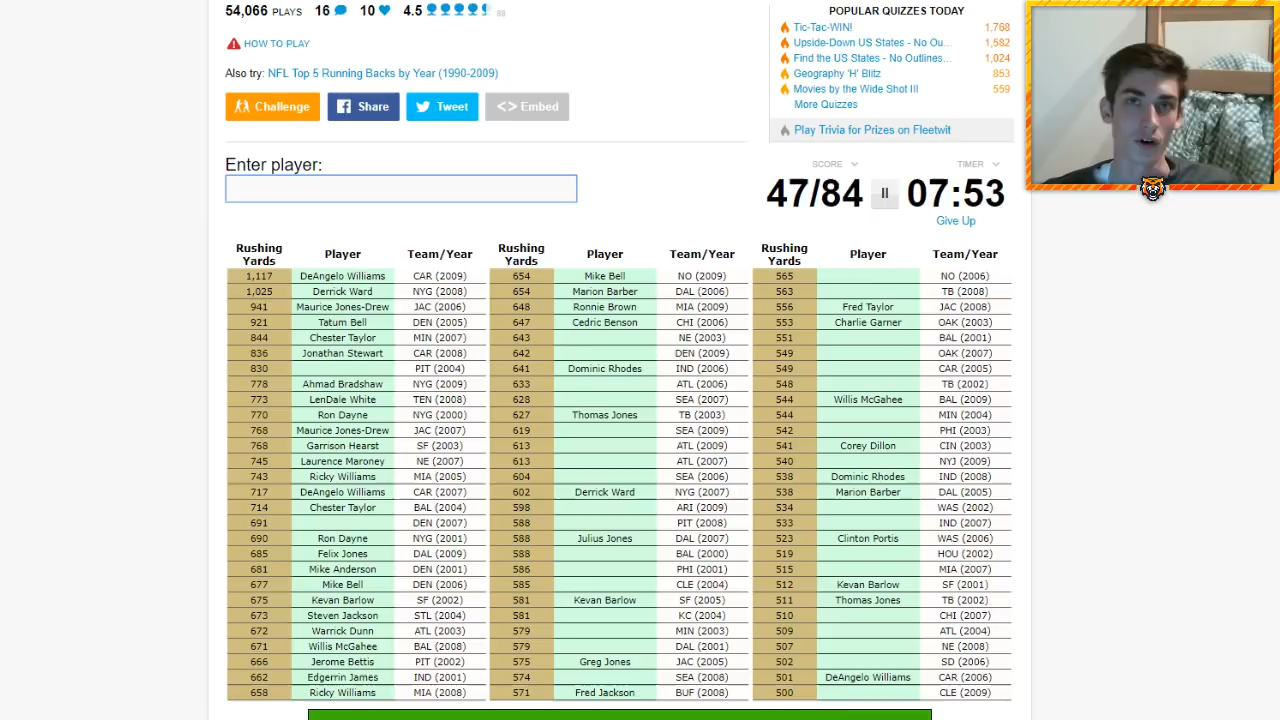 54,066 PLAYS 16 10 4.5 88
HOW TO PLAY
Also try: NFL Top 5 Running Backs by Year (1990-2009)
Challenge Share Tweet <> Embed
POPULAR QUIZZES TODAY
Tic-Tac-WIN! 1,768
Upside-Down US States - No Ou... 1,582
Find the US States - No Outlines... 1,024
Geography 'H' Blitz 853
Movies by the Wide Shot III 559
More Quizzes
Play Trivia for Prizes on Fleetwit
Enter player:
SCORE TIMER
47/84 07:53
Give Up
Rushing Yards Player Team/Year Rushing Yards Player Team/Year Rushing Yards Player Team/Year
1,117 DeAngelo Williams CAR (2009) 654 Mike Bell NO (2009) 565 NO (2006)
1,025 Derrick Ward NYG (2008) 654 Marion Barber DAL (2006) 563 TB (2008)
941 Maurice Jones-Drew JAC (2006) 648 Ronnie Brown MIA (2009) 556 Fred Taylor JAC (2008)
921 Tatum Bell DEN (2005) 647 Cedric Benson CHI (2006) 553 Charlie Garner OAK (2003)
844 Chester Taylor MIN (2007) 643 NE (2003) 551 BAL (2001)
836 Jonathan Stewart CAR (2008) 642 DEN (2009) 549 OAK (2007)
830 PIT (2004) 641 Dominic Rhodes IND (2006) 549 CAR (2005)
778 Ahmad Bradshaw NYG (2009) 633 ATL (2006) 548 TB (2002)
773 LenDale White TEN (2008) 628 SEA (2007) 544 Willis McGahee BAL (2009)
770 Ron Dayne NYG (2000) 627 Thomas Jones TB (2003) 544 MIN (2004)
768 Maurice Jones-Drew JAC (2007) 619 SEA (2009) 542 PHI (2003)
768 Garrison Hearst SF (2003) 613 ATL (2009) 541 Corey Dillon CIN (2003)
745 Laurence Maroney NE (2007) 613 ATL (2007) 540 NYJ (2009)
743 Ricky Williams MIA (2005) 604 SEA (2006) 538 Dominic Rhodes IND (2008)
717 DeAngelo Williams CAR (2007) 602 Derrick Ward NYG (2007) 538 Marion Barber DAL (2005)
714 Chester Taylor BAL (2004) 598 ARI (2009) 534 WAS (2002)
691 DEN (2007) 588 PIT (2008) 533 IND (2007)
690 Ron Dayne NYG (2001) 588 Julius Jones DAL (2007) 523 Clinton Portis WAS (2006)
685 Felix Jones DAL (2009) 588 BAL (2000) 519 HOU (2002)
681 Mike Anderson DEN (2001) 586 PHI (2001) 515 MIA (2007)
677 Mike Bell DEN (2006) 585 CLE (2004) 512 Kevan Barlow SF (2001)
675 Kevan Barlow SF (2002) 581 Kevan Barlow SF (2005) 511 Thomas Jones TB (2002)
673 Steven Jackson STL (2004) 581 KC (2004) 510 CHI (2007)
672 Warrick Dunn ATL (2003) 579 MIN (2003) 509 ATL (2004)
671 Willis McGahee BAL (2008) 579 DAL (2001) 507 NE (2008)
666 Jerome Bettis PIT (2002) 575 Greg Jones JAC (2005) 502 SD (2006)
662 Edgerrin James IND (2001) 574 SEA (2008) 501 DeAngelo Williams CAR (2006)
658 Ricky Williams MIA (2008) 571 Fred Jackson BUF (2008) 500 CLE (2009)